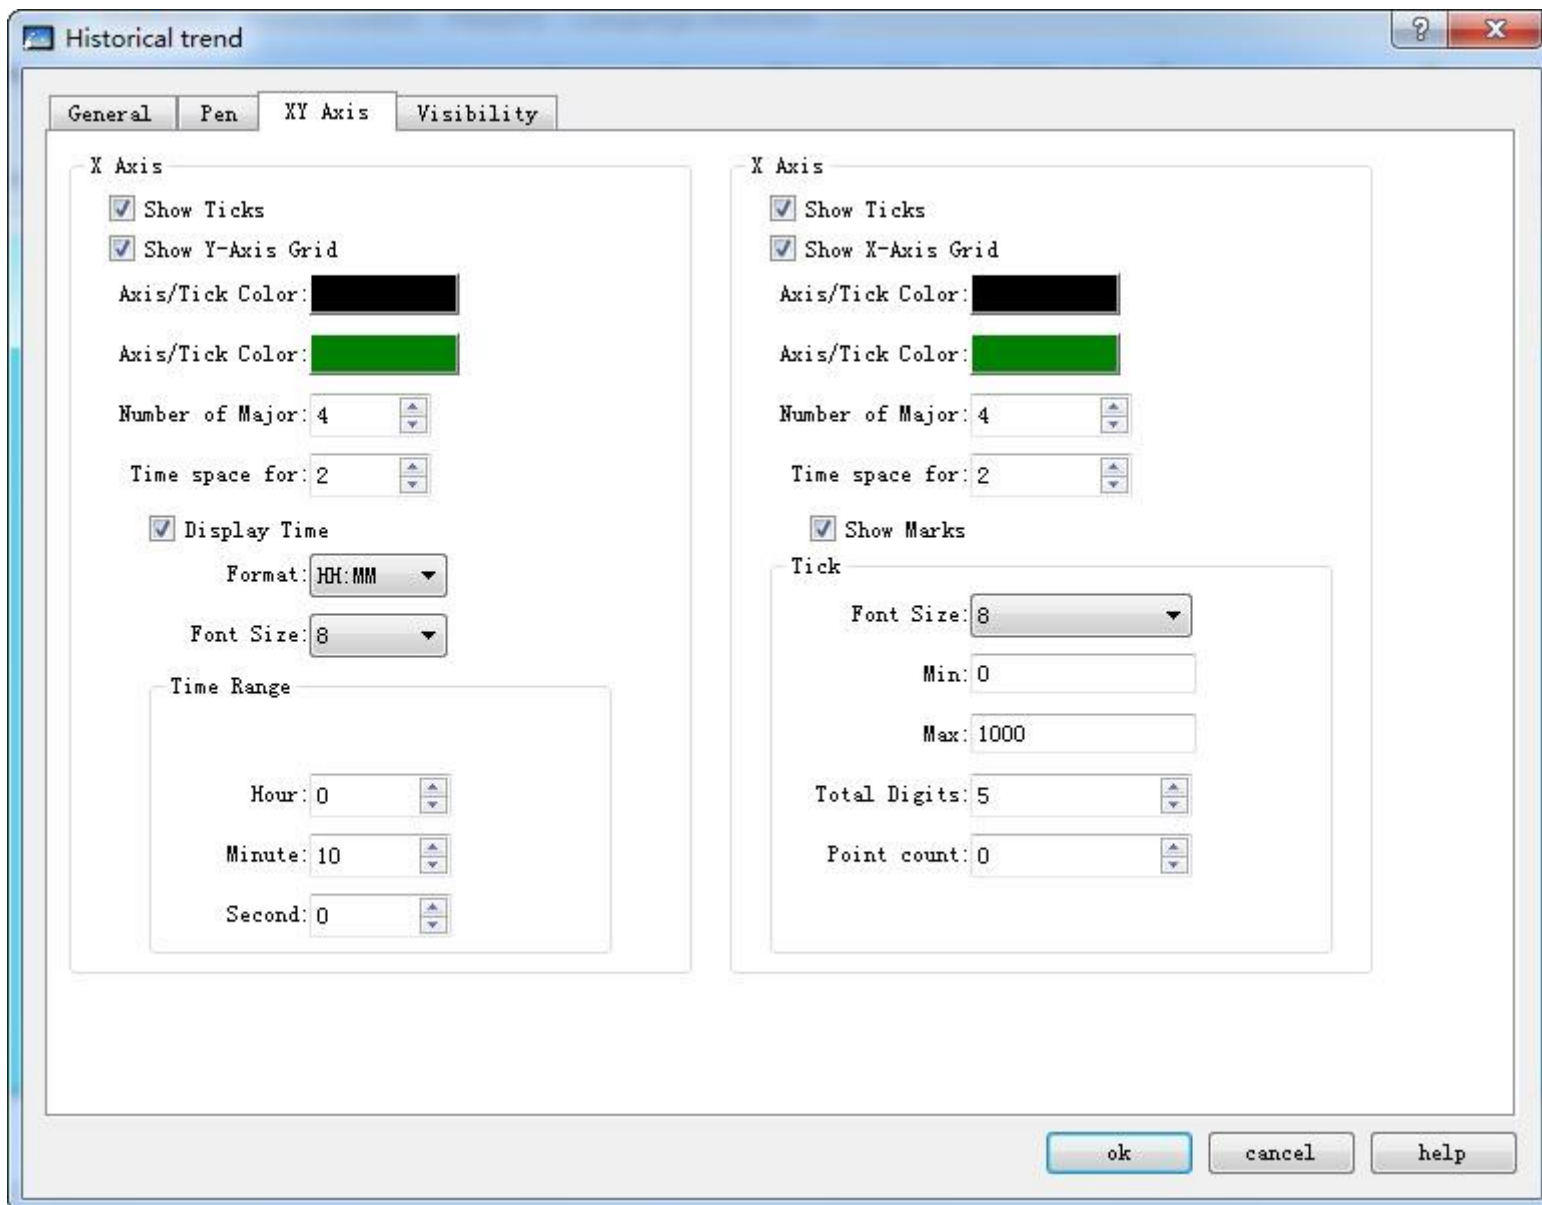 Historical trend
General Pen XY Axis Visibility
X Axis
Show Ticks
Show Y-Axis Grid
Axis/Tick Color:
Axis/Tick Color:
Number of Major: 4
Time space for: 2
Display Time
Format: HH:MM
Font Size: 8
Time Range
Hour: 0
Minute: 10
Second: 0
X Axis
Show Ticks
Show X-Axis Grid
Axis/Tick Color:
Axis/Tick Color:
Number of Major: 4
Time space for: 2
Show Marks
Tick
Font Size: 8
Min: 0
Max: 1000
Total Digits: 5
Point count: 0
ok cancel help